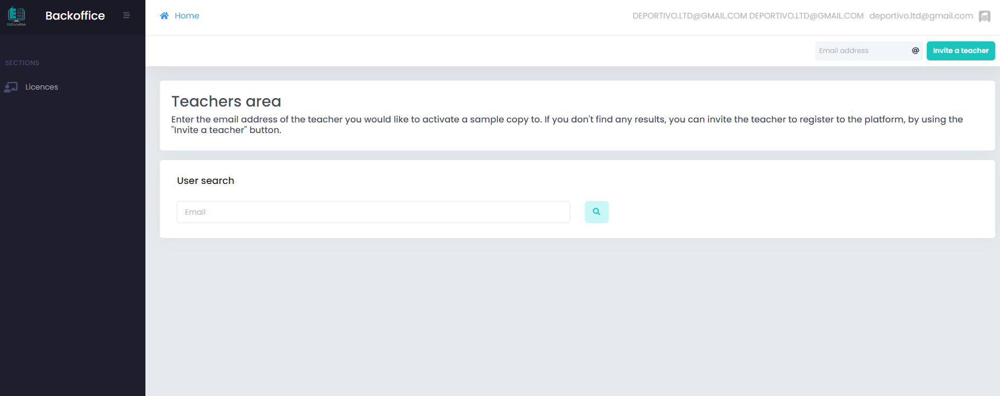 ELIDigitalHub
Backoffice
Home
DEPORTIVO.LTD@GMAIL.COM DEPORTIVO.LTD@GMAIL.COM deportivo.ltd@gmail.com
Email address @
Invite a teacher
SECTIONS
Licences
Teachers area
Enter the email address of the teacher you would like to activate a sample copy to. If you don't find any results, you can invite the teacher to register to the platform, by using the
"Invite a teacher" button.
User search
Email